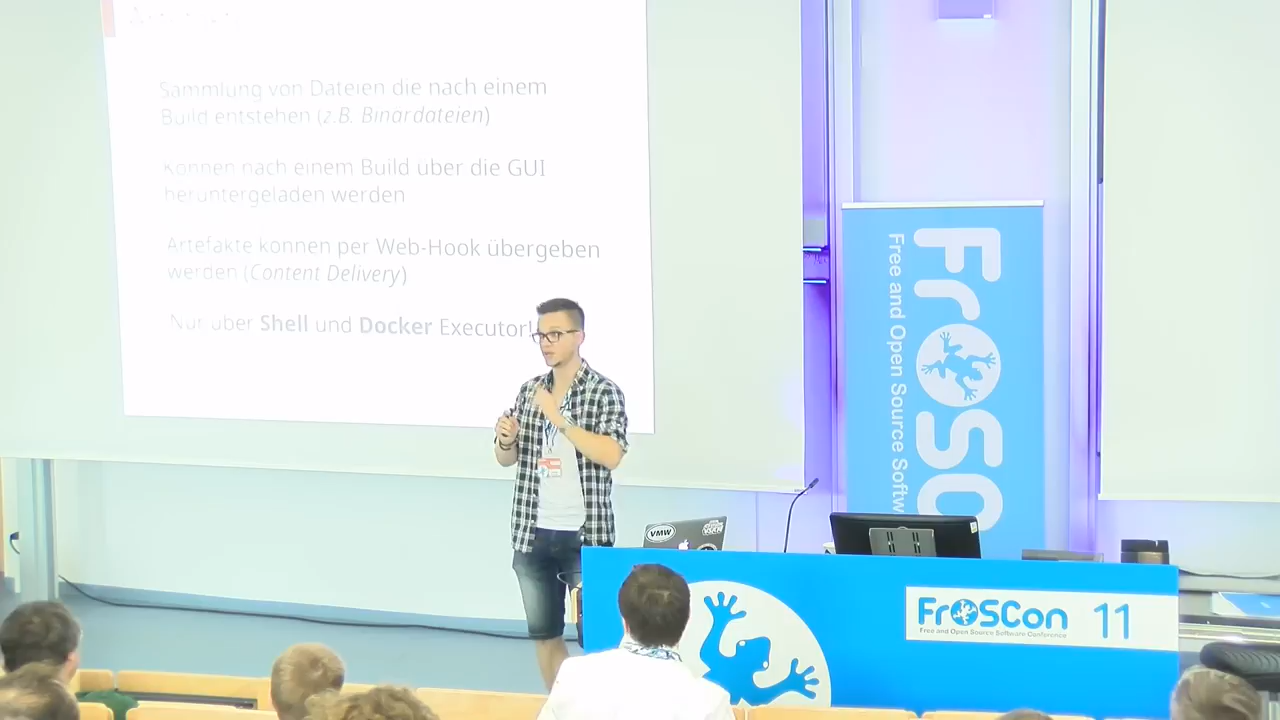 Sammlung von Dateien die nach einem
Build entstehen (z.B. Binärdateien)
Können nach einem Build über die GUI
heruntergeladen werden
Artefakte können per Web-Hook übergeben
werden (Content Delivery)
Nur über Shell und Docker Executor!
FrOSC
Free and Open Source Softw
VMW
FrOSCon 11
Free and Open Source Software Conference